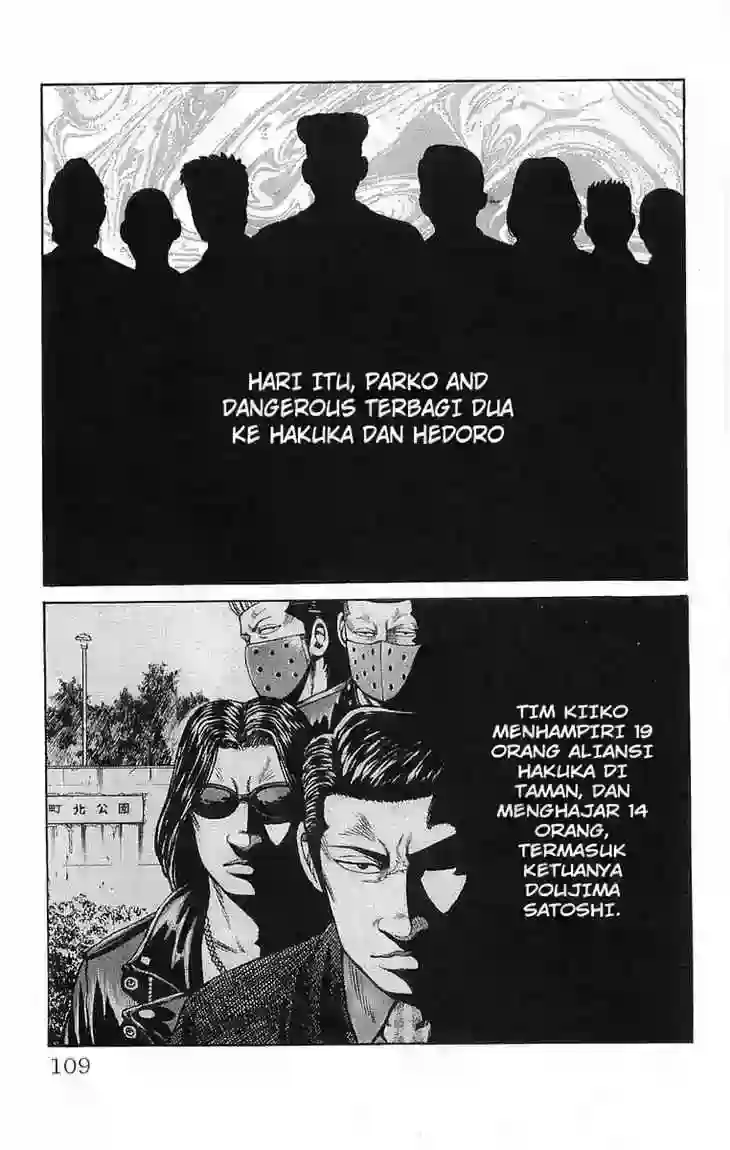 HARI ITU, PARKO AND
DANGEROUS TERBAGI DUA
KE HAKUKA DAN HEDORO
TIM KIIKO
MENHAMPIRI 19
ORANG ALIANSI
HAKUKA DI
TAMAN, DAN
MENGHAJAR 14
ORANG,
TERMASUK
KETUANYA
DOUJIMA
SATOSHI.
町北公園
109